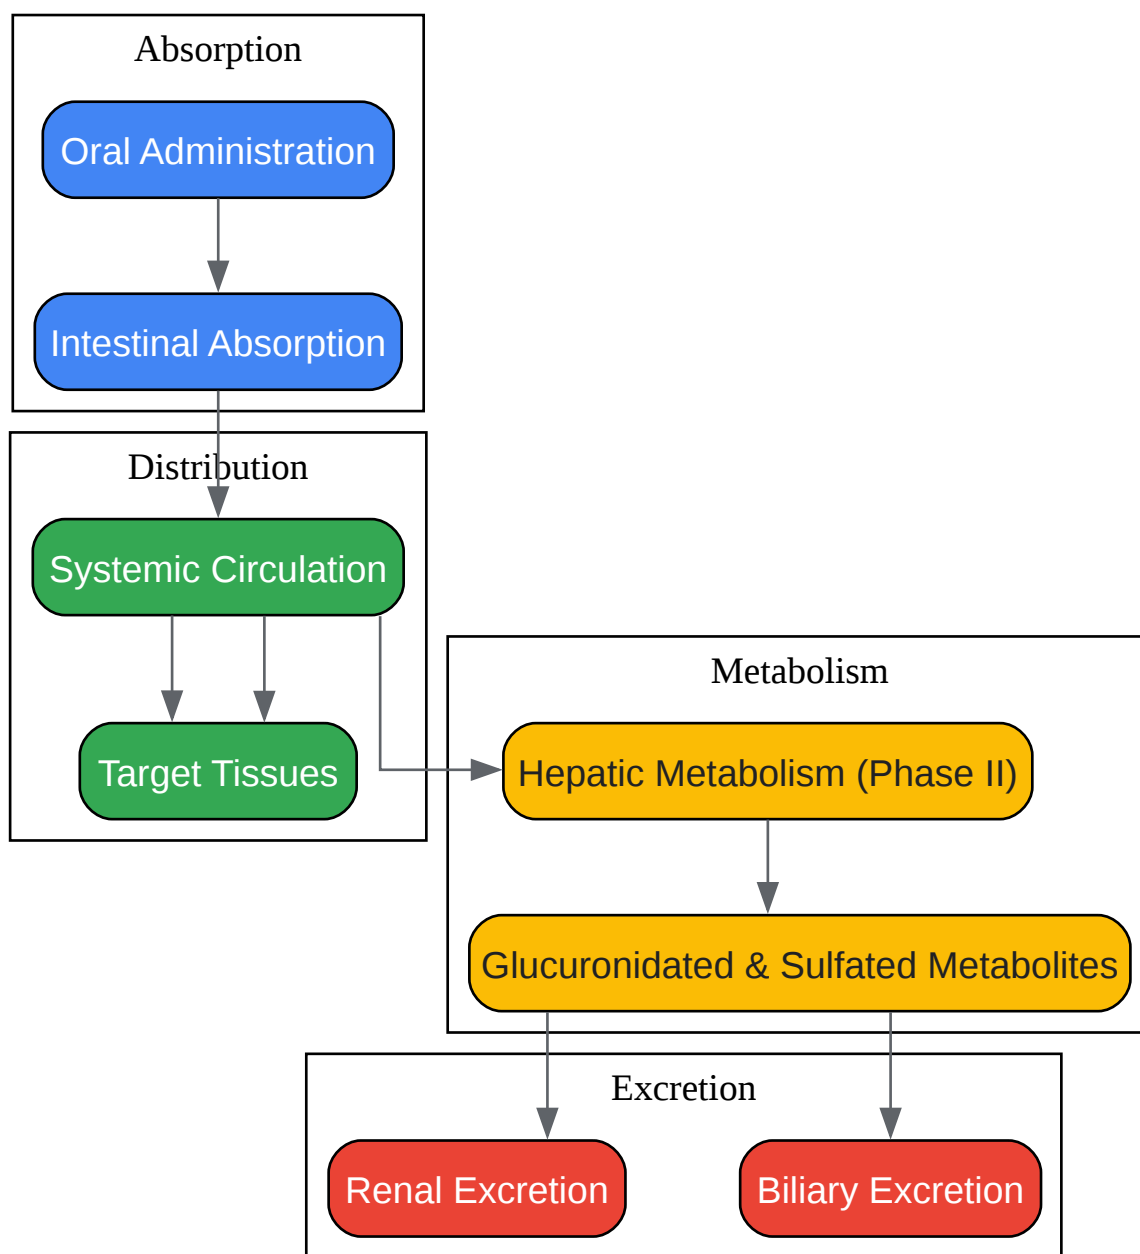 Absorption
Oral Administration
Intestinal Absorption
Distribution
Systemic Circulation
Target Tissues
Metabolism
Hepatic Metabolism (Phase II)
Glucuronidated & Sulfated Metabolites
Excretion
Renal Excretion
Biliary Excretion